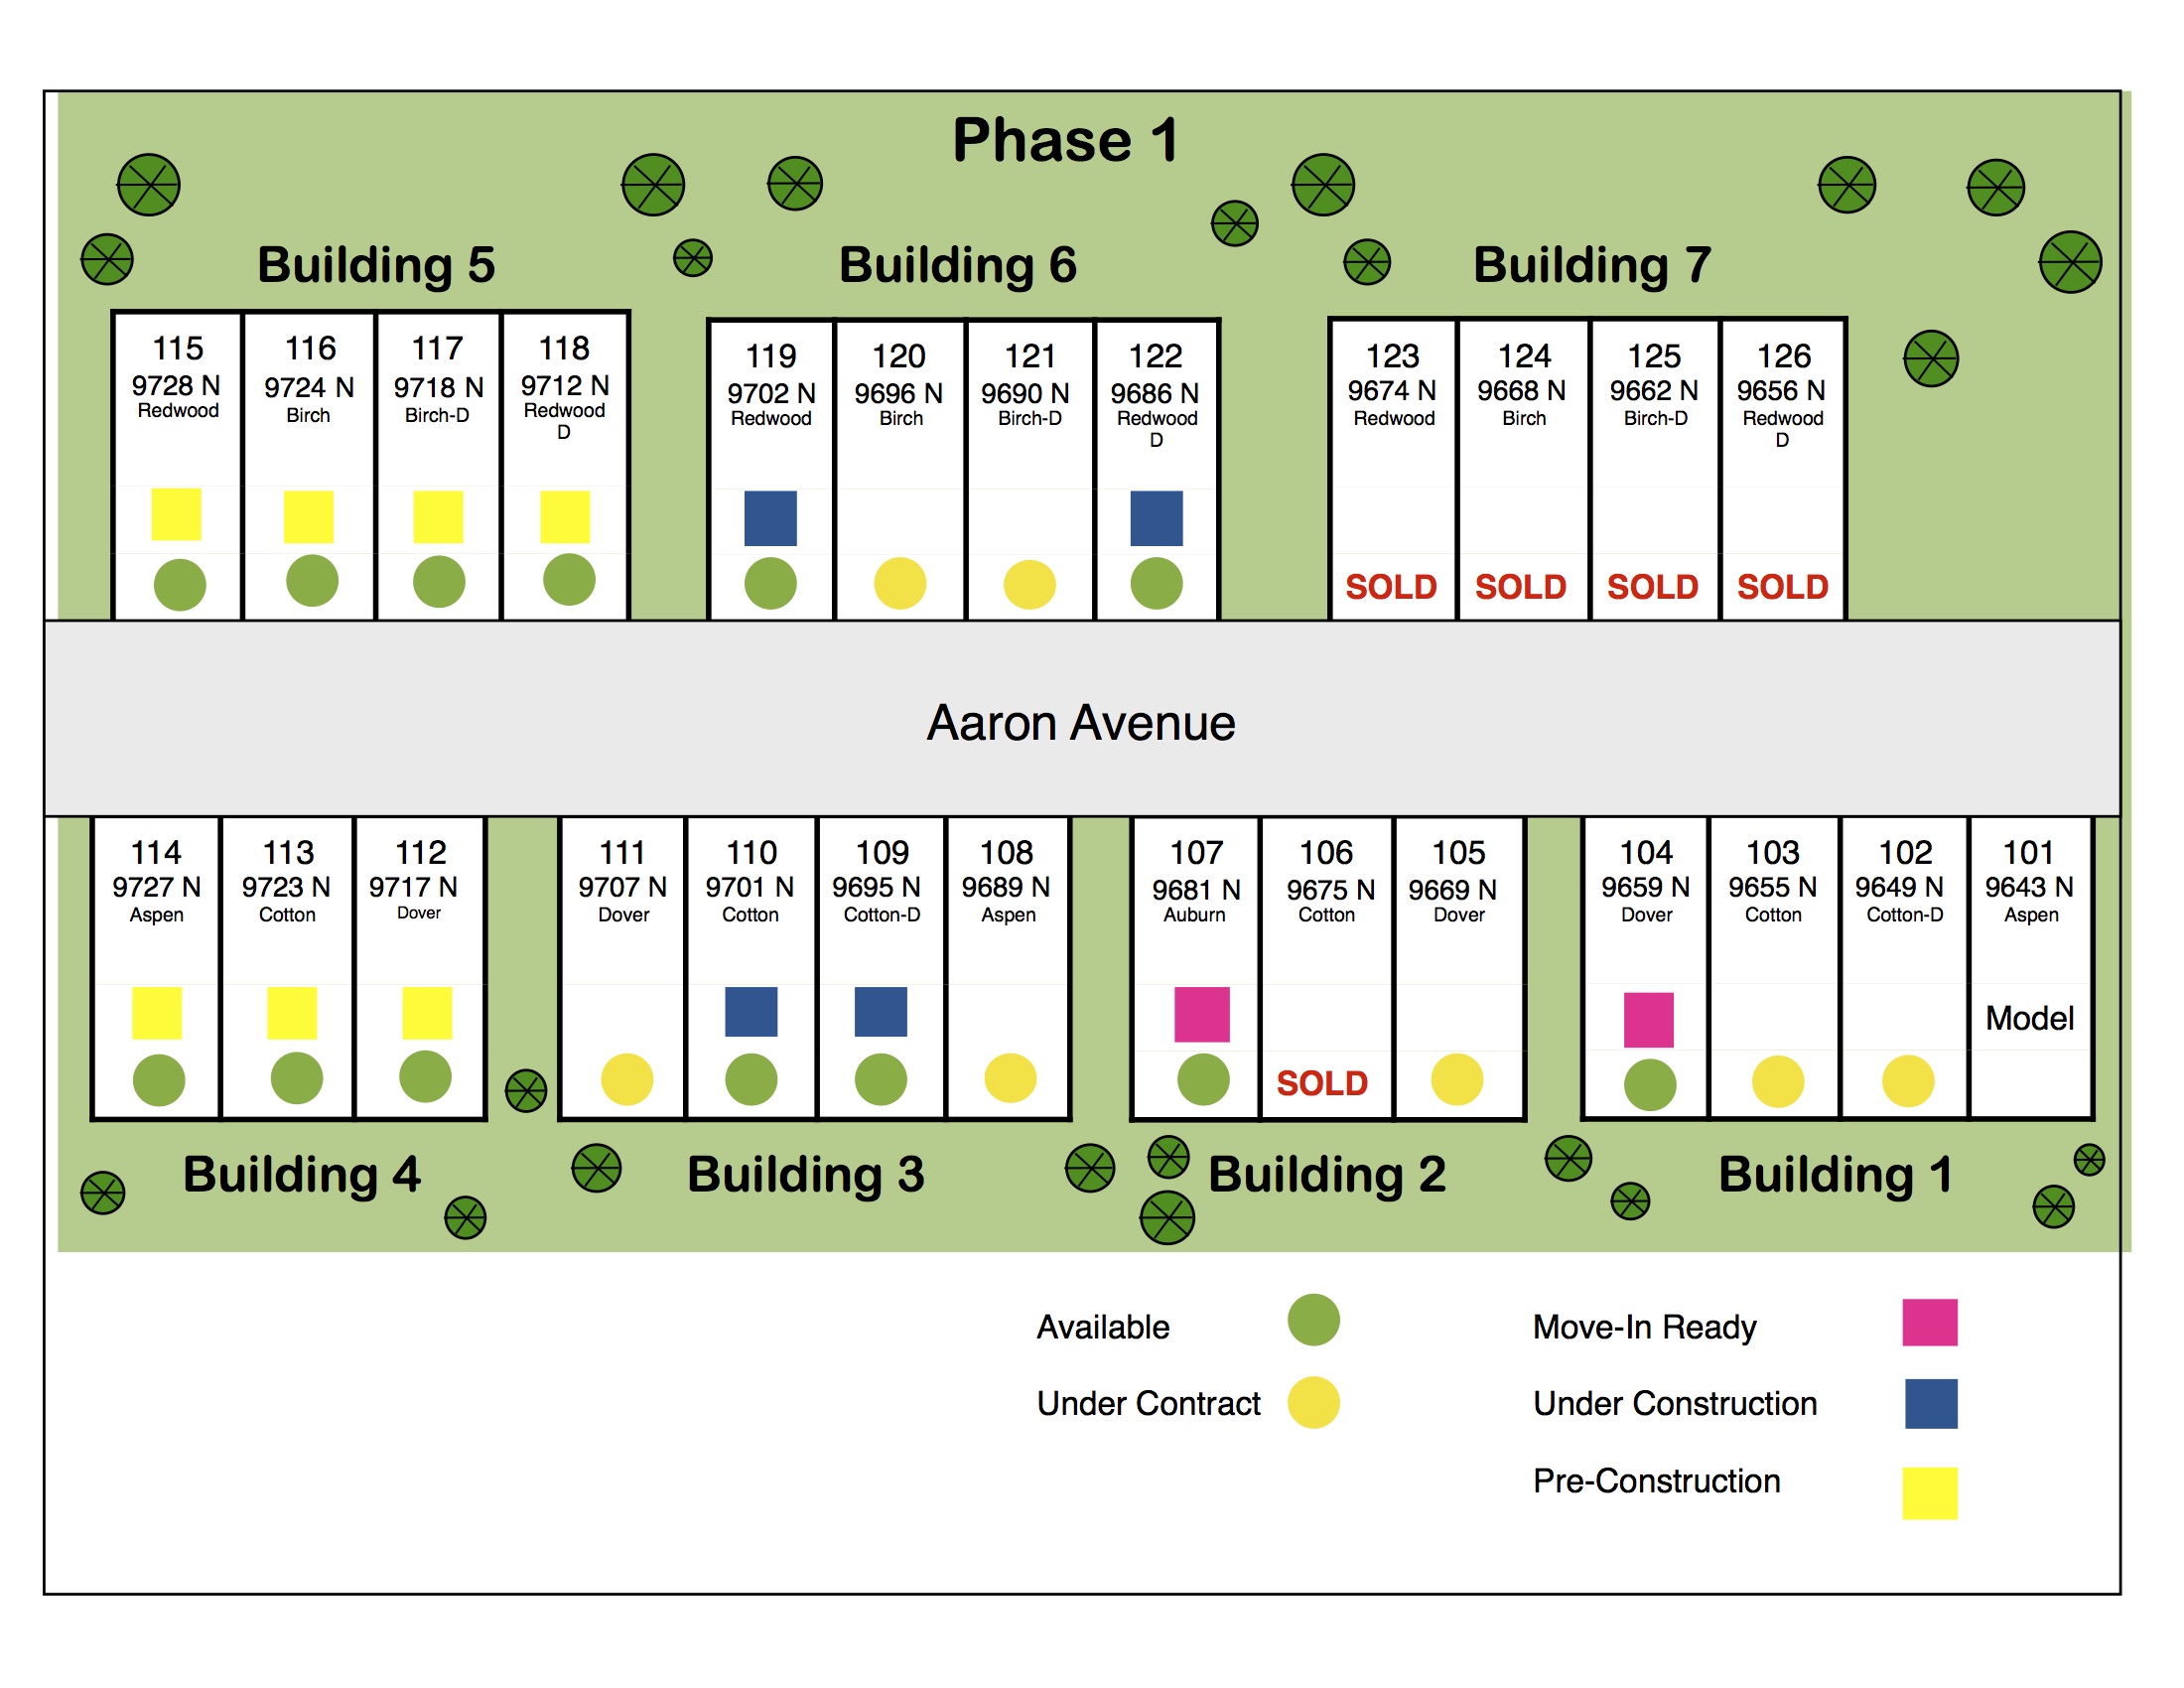 Phase 1
Building 5
Building 6
Building 7
115
9728 N
Redwood
116
9724 N
Birch
117
9718 N
Birch-D
118
9712 N
Redwood
D
119
9702 N
Redwood
120
9696 N
Birch
121
9690 N
Birch-D
122
9686 N
Redwood
D
123
9674 N
Redwood
SOLD
124
9668 N
Birch
SOLD
125
9662 N
Birch-D
SOLD
126
9656 N
Redwood
D
SOLD
Aaron Avenue
114
9727 N
Aspen
113
9723 N
Cotton
112
9717 N
Dover
111
9707 N
Dover
110
9701 N
Cotton
109
9695 N
Cotton-D
108
9689 N
Aspen
107
9681 N
Auburn
106
9675 N
Cotton
SOLD
105
9669 N
Dover
104
9659 N
Dover
103
9655 N
Cotton
102
9649 N
Cotton-D
101
9643 N
Aspen
Model
Building 4
Building 3
Building 2
Building 1
Available
Under Contract
Move-In Ready
Under Construction
Pre-Construction